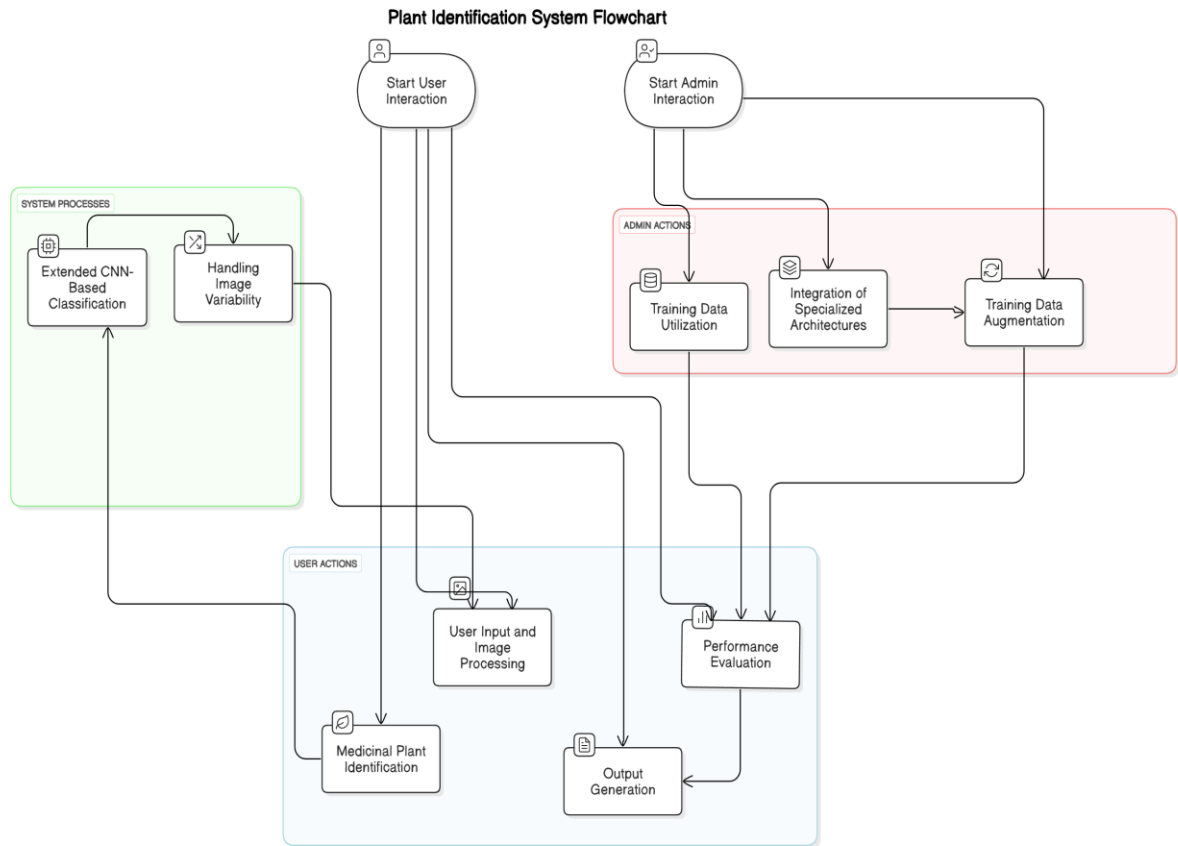 Plant Identification System Flowchart
Start User
Interaction
Start Admin
Interaction
SYSTEM PROCESSES
Extended CNN-
Based
Classification
Handling
Image
Variability
ADMIN ACTIONS
Training Data
Utilization
Integration of
Specialized
Architectures
Training Data
Augmentation
USER ACTIONS
User Input and
Image
Processing
Performance
Evaluation
Medicinal Plant
Identification
Output
Generation